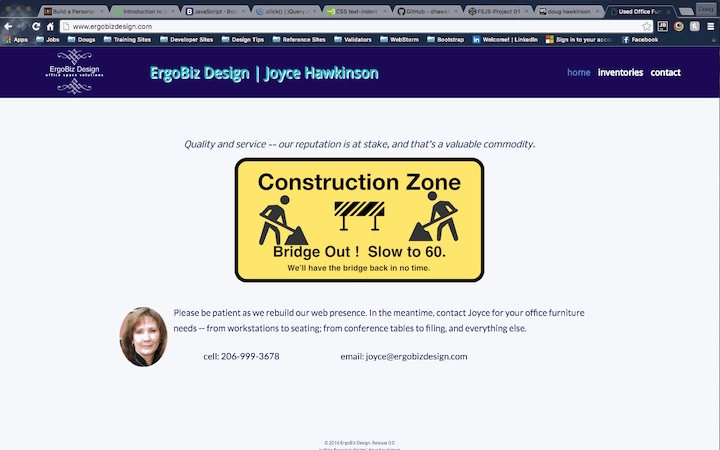 Build a Persona
Introduction to
JavaScript - Boo
.click() | jQuery
CSS text-indent
GitHub - dhawk
FSJS-Project 01
doug hawkinson
Used Office Fur
Doug
www.ergobizdesign.com
Apps Jobs Dougs Training Sites Developer Sites Design Tips Reference Sites Validators WebStorm Bootstrap Welcome! | LinkedIn Sign in to your acco Facebook
ErgoBiz Design
office space solutions
ErgoBiz Design | Joyce Hawkinson
home inventories contact
Quality and service -- our reputation is at stake, and that's a valuable commodity.
Construction Zone
Bridge Out ! Slow to 60.
We'll have the bridge back in no time.
Please be patient as we rebuild our web presence. In the meantime, contact Joyce for your office furniture
needs -- from workstations to seating; from conference tables to filing, and everything else.
cell: 206-999-3678 email: joyce@ergobizdesign.com
© 2016 ErgoBiz Design. Release 0.0